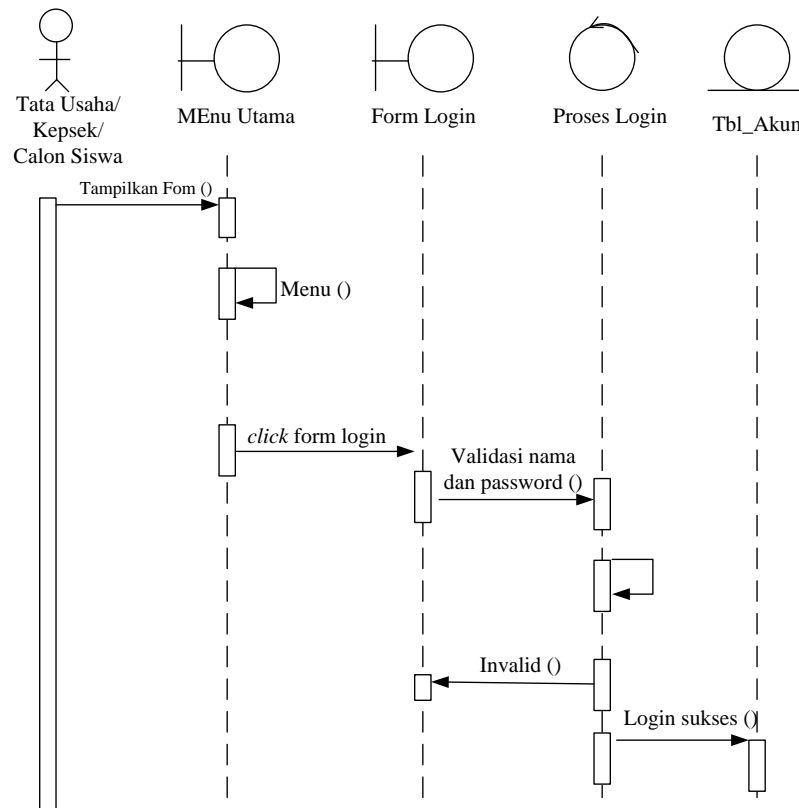 Tata Usaha/
Kepsek/
Calon Siswa
MEnu Utama
Form Login
Proses Login
Tbl_Akun
Tampilkan Fom ()
Menu ()
click form login
Validasi nama
dan password ()
Invalid ()
Login sukses ()